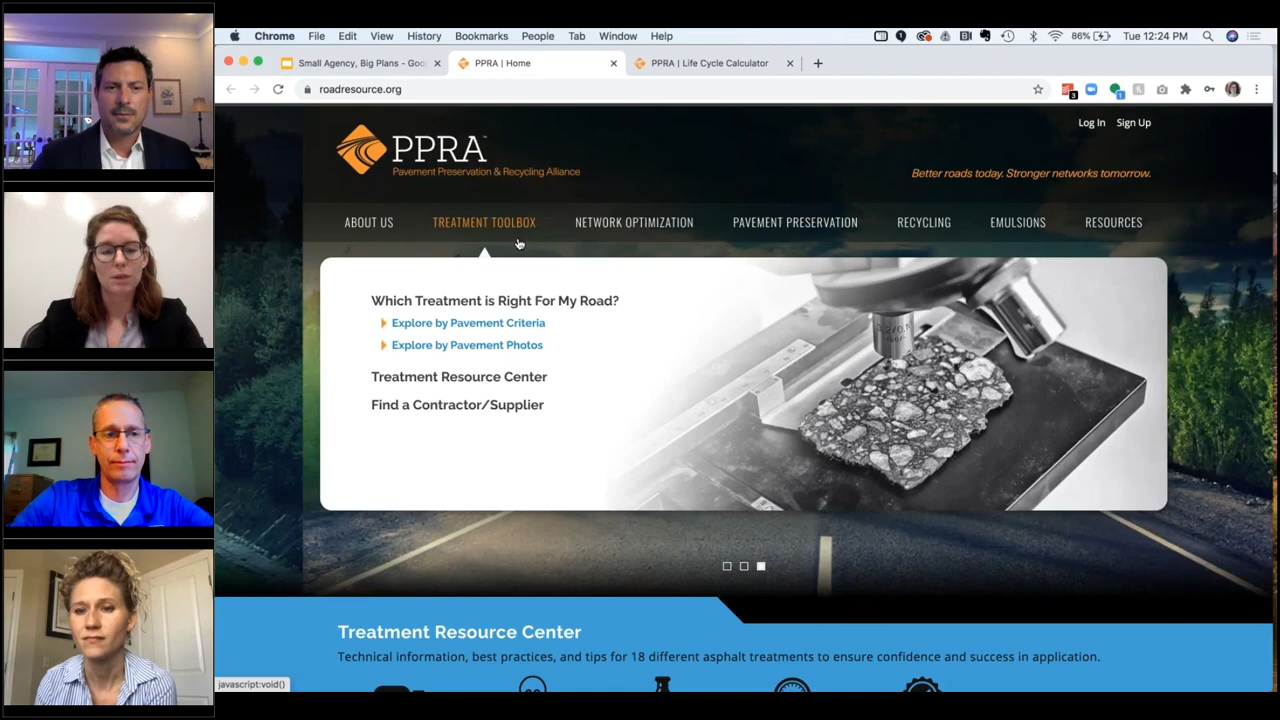 Chrome File Edit View History Bookmarks People Tab Window Help 86% Tue 12:24 PM
Small Agency, Big Plans - Goo
PPRA | Home
PPRA | Life Cycle Calculator
roadresource.org
3
1
Log In Sign Up
PPRA™
Pavement Preservation & Recycling Alliance
Better roads today. Stronger networks tomorrow.
ABOUT US TREATMENT TOOLBOX NETWORK OPTIMIZATION PAVEMENT PRESERVATION RECYCLING EMULSIONS RESOURCES
Which Treatment is Right For My Road?
Explore by Pavement Criteria
Explore by Pavement Photos
Treatment Resource Center
Find a Contractor/Supplier
Treatment Resource Center
Technical information, best practices, and tips for 18 different asphalt treatments to ensure confidence and success in application.
javascript:void()